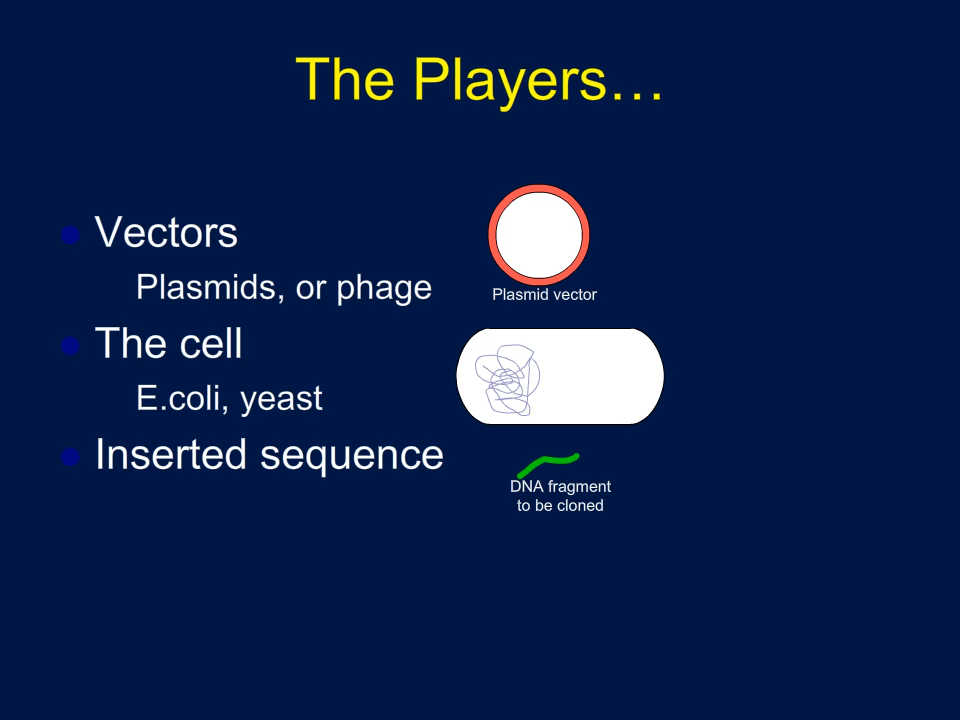 The Players…
Vectors
Plasmids, or phage
Plasmid vector
The cell
E.coli, yeast
Inserted sequence
DNA fragment
to be cloned